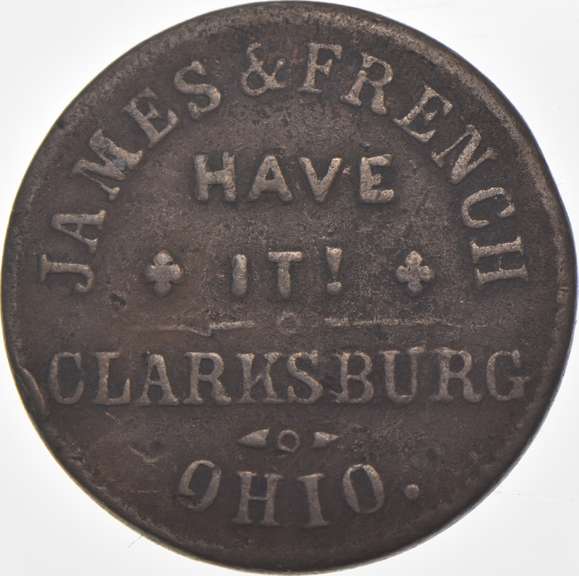 JAMES & FRENCH
HAVE
IT!
CLARKSBURG
OHIO.